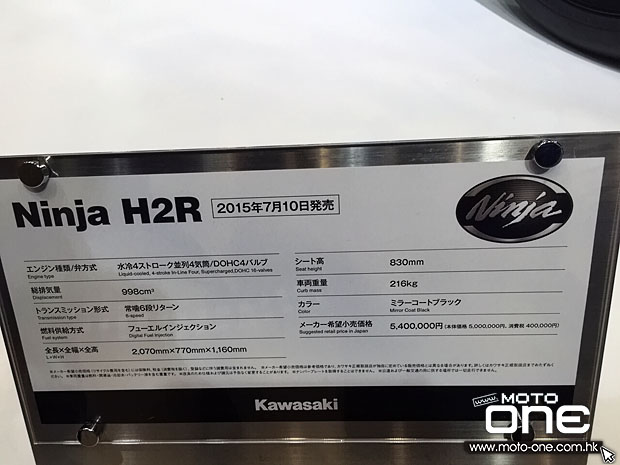 Ninja H2R 2015年7月10日発売
Ninja
エンジン種類/弁方式 水冷4ストローク並列4気筒/DOHC4バルブ
Engine type Liquid-cooled, 4-stroke In-Line Four, Supercharged,DOHC 16-valves
総排気量 998cm³
Displacement
トランスミッション形式 常噛6段リターン
Transmission type 6-speed
燃料供給方式 フューエルインジェクション
Fuel system Digital Fuel Injection
全長×全幅×全高 2,070mm×770mm×1,160mm
L×W×H
シート高 830mm
Seat height
車両重量 216kg
Curb mass
カラー ミラーコートブラック
Color Mirror Coat Black
メーカー希望小売価格 5,400,000円 (本体価格 5,000,000円, 消費税 400,000円)
Suggested retail price in Japan
Kawasaki
www.
MOTO
ONE
.com.hk
www.moto-one.com.hk